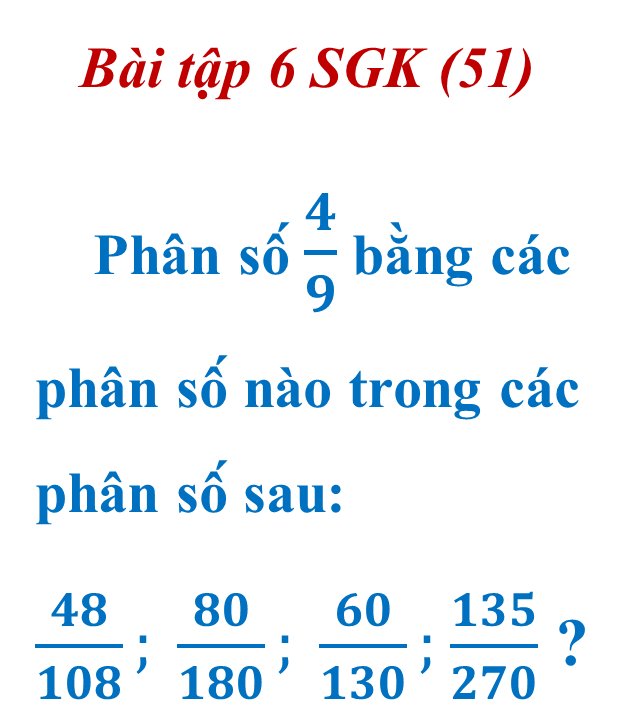 Bài tập 6 SGK (51)
Phân số 4/9 bằng các
phân số nào trong các
phân số sau:
48/108 ; 80/180 ; 60/130 ; 135/270 ?